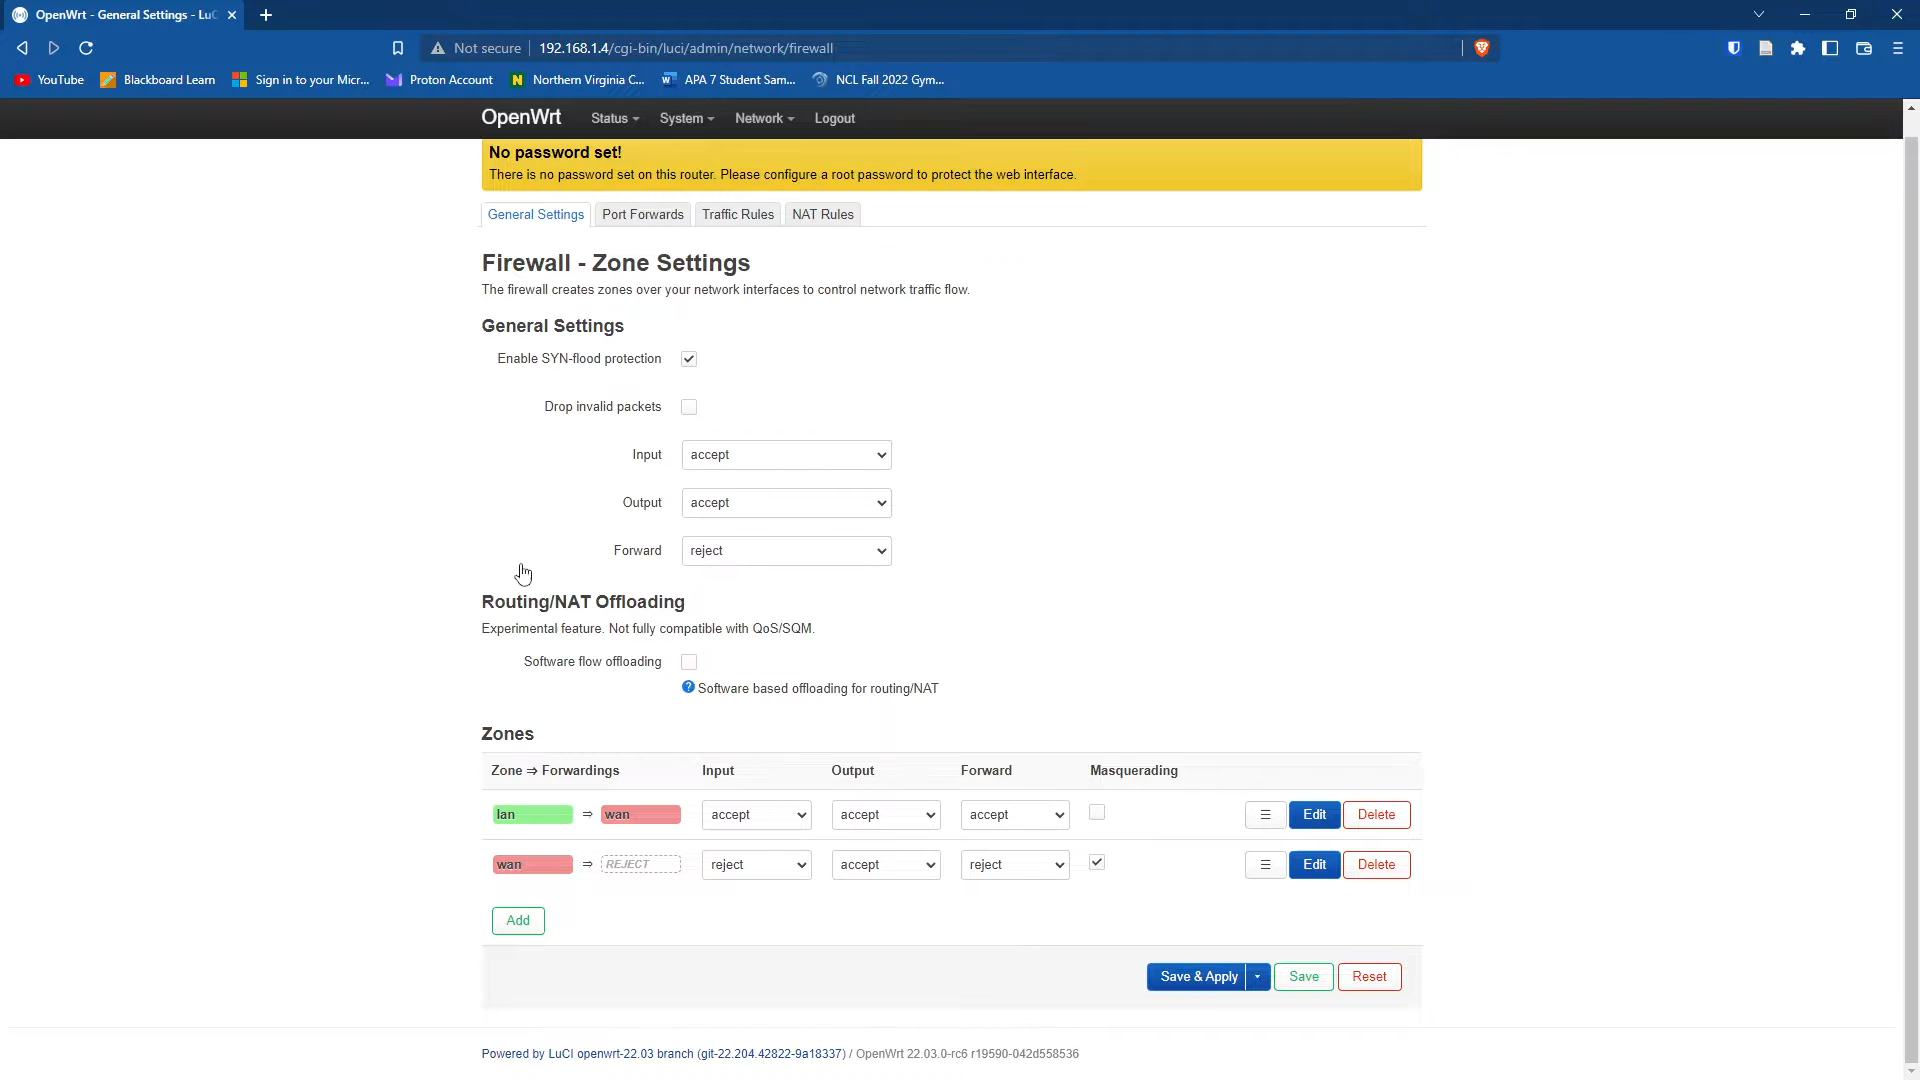 OpenWrt - General Settings - LuC
Not secure 192.168.1.4/cgi-bin/luci/admin/network/firewall
YouTube Blackboard Learn Sign in to your Micr... Proton Account Northern Virginia C... APA 7 Student Sam... NCL Fall 2022 Gym...
OpenWrt Status System Network Logout
No password set!
There is no password set on this router. Please configure a root password to protect the web interface.
General Settings Port Forwards Traffic Rules NAT Rules
Firewall - Zone Settings
The firewall creates zones over your network interfaces to control network traffic flow.
General Settings
Enable SYN-flood protection
Drop invalid packets
Input accept
Output accept
Forward reject
Routing/NAT Offloading
Experimental feature. Not fully compatible with QoS/SQM.
Software flow offloading
Software based offloading for routing/NAT
Zones
Zone ⇒ Forwardings Input Output Forward Masquerading
lan ⇒ wan accept accept accept Edit Delete
wan ⇒ REJECT reject accept reject Edit Delete
Add
Save & Apply Save Reset
Powered by LuCI openwrt-22.03 branch (git-22.204.42822-9a18337) / OpenWrt 22.03.0-rc6 r19590-042d558536